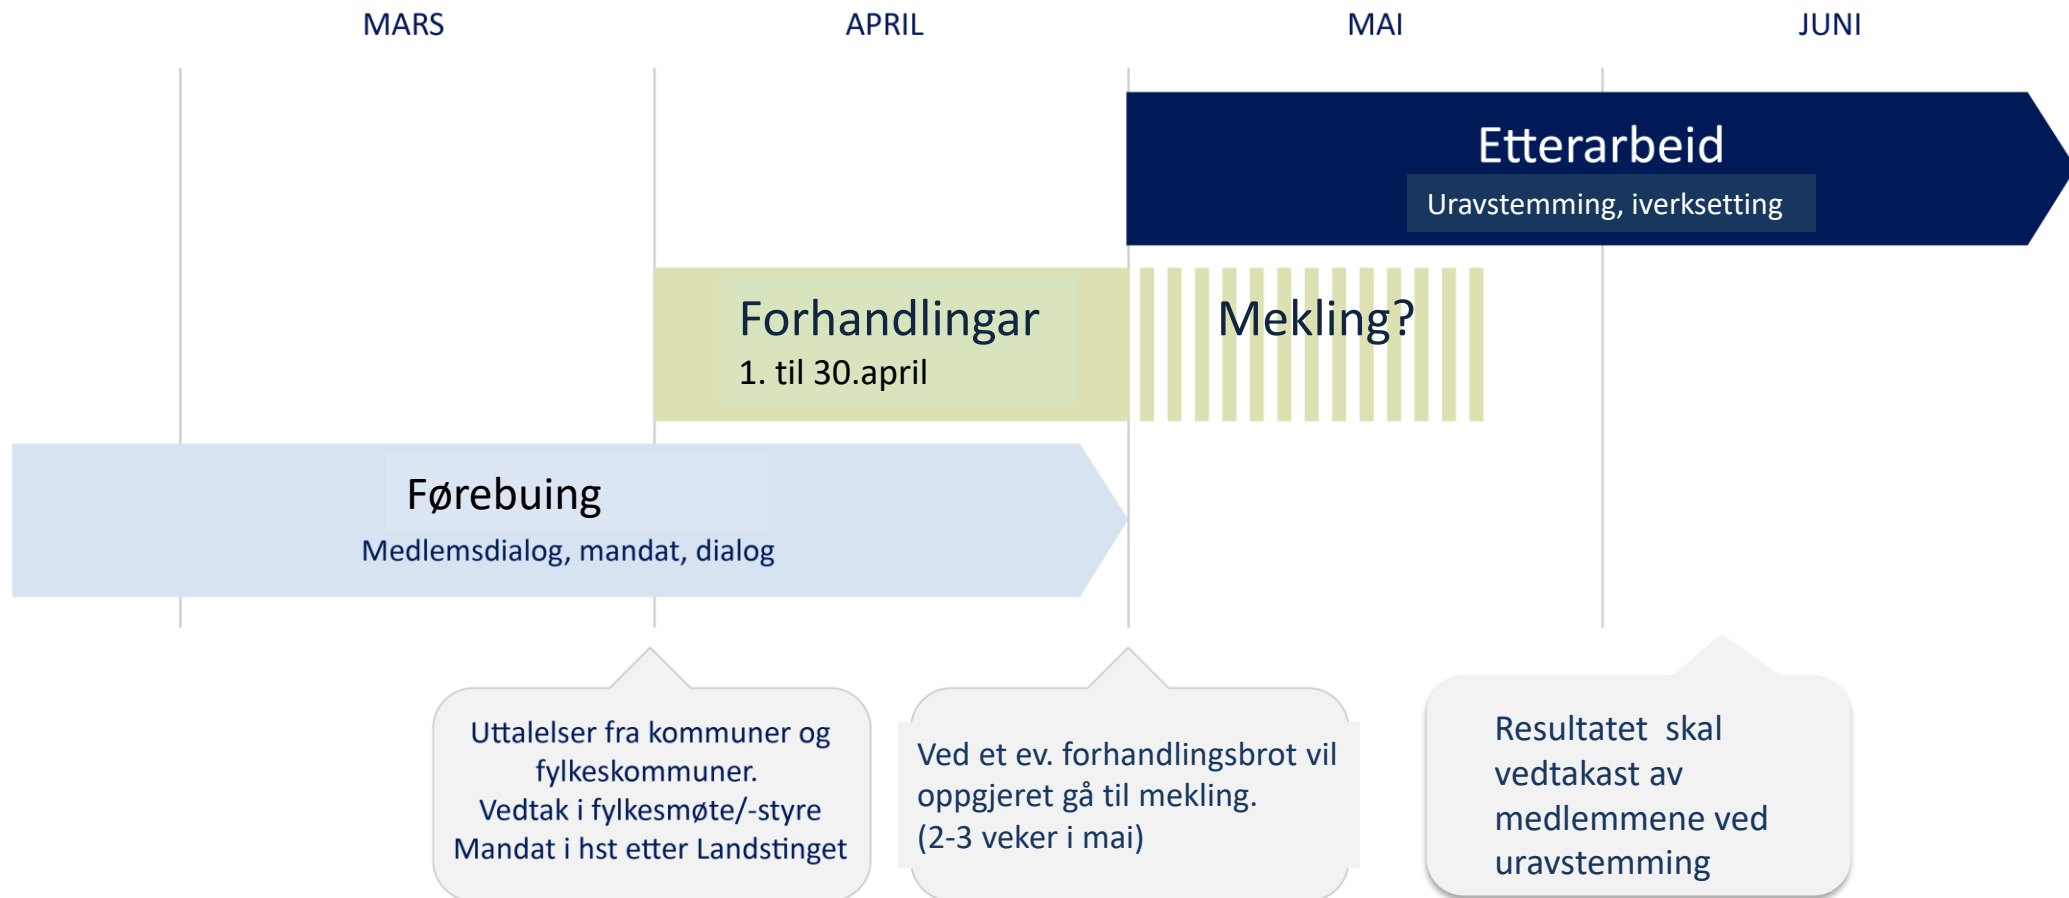 MARS
APRIL
MAI
JUNI
Etterarbeid
Uravstemming, iverksetting
Forhandlingar
1. til 30.april
Mekling?
Førebuing
Medlemsdialog, mandat, dialog
Uttalelser fra kommuner og
fylkeskommuner.
Vedtak i fylkesmøte/-styre
Mandat i hst etter Landstinget
Ved et ev. forhandlingsbrot vil
oppgjeret gå til mekling.
(2-3 veker i mai)
Resultatet skal
vedtakast av
medlemmene ved
uravstemming